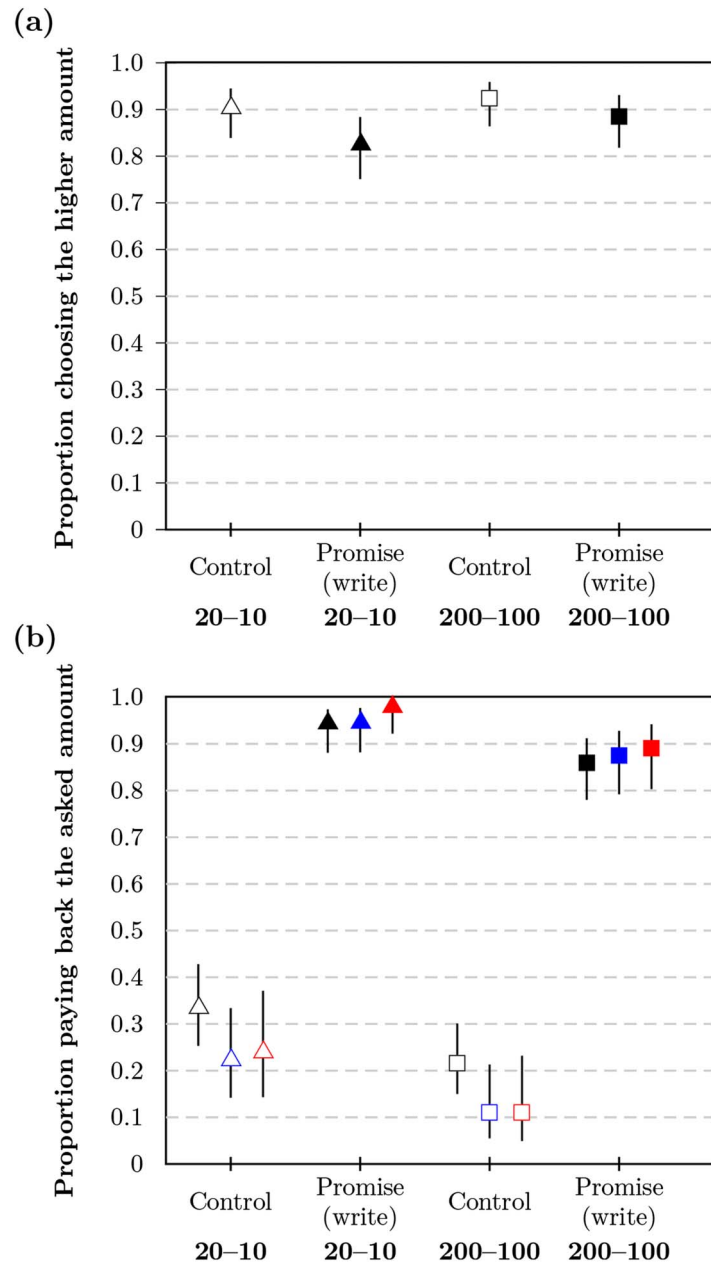 (a)
Proportion choosing the higher amount
1.0
0.9
0.8
0.7
0.6
0.5
0.4
0.3
0.2
0.1
0
Control
Promise
(write)
Control
Promise
(write)
20–10
20–10
200–100
200–100
(b)
Proportion paying back the asked amount
1.0
0.9
0.8
0.7
0.6
0.5
0.4
0.3
0.2
0.1
0
Control
Promise
(write)
Control
Promise
(write)
20–10
20–10
200–100
200–100